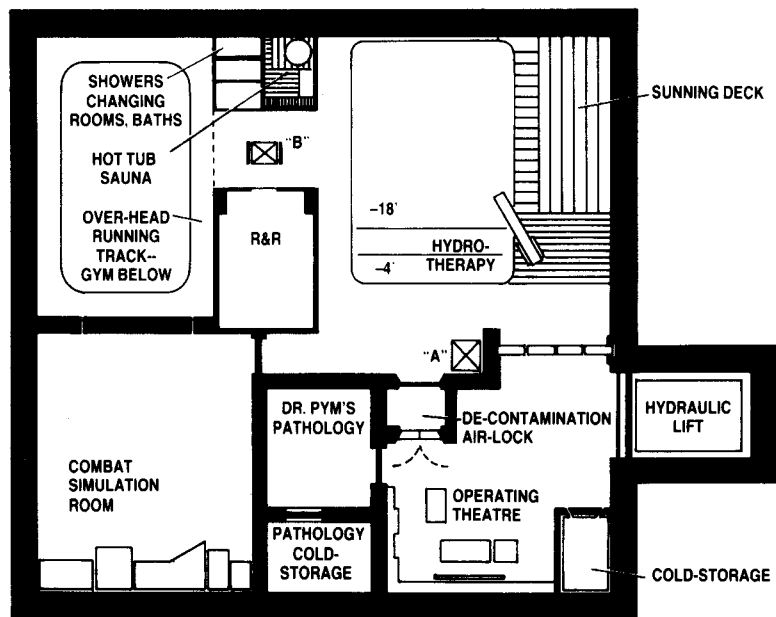 SHOWERS
CHANGING
ROOMS, BATHS
HOT TUB
SAUNA
OVER-HEAD
RUNNING
TRACK--
GYM BELOW
"B"
R&R
SUNNING DECK
–18'
HYDRO-
THERAPY
–4'
"A"
DR. PYM'S
PATHOLOGY
DE-CONTAMINATION
AIR-LOCK
HYDRAULIC
LIFT
COMBAT
SIMULATION
ROOM
OPERATING
THEATRE
PATHOLOGY
COLD-
STORAGE
COLD-STORAGE